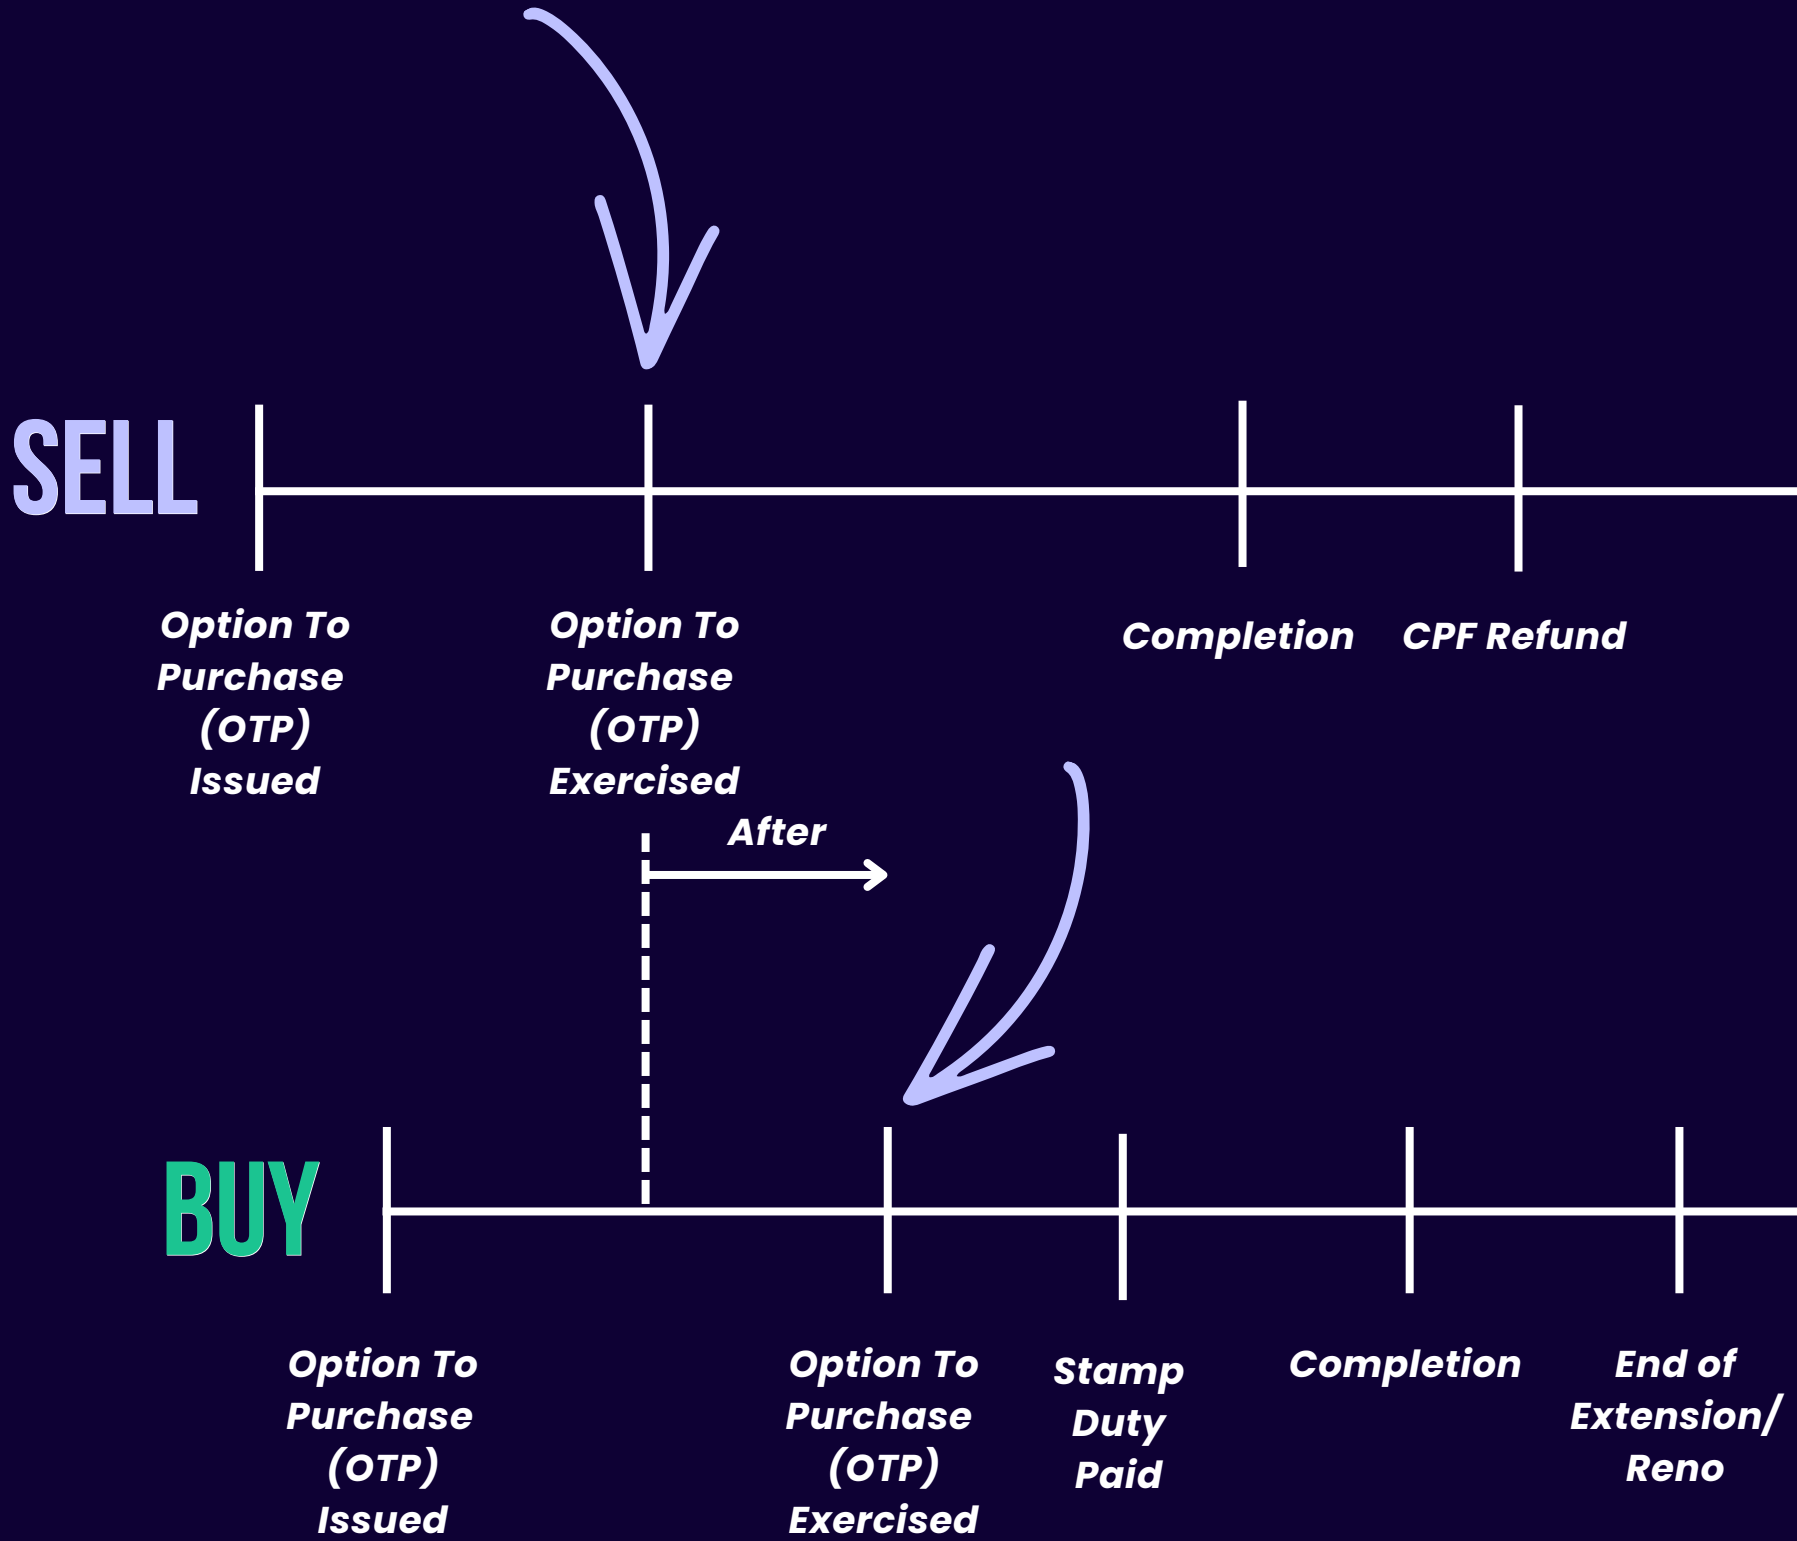 SELL
Option To
Purchase
(OTP)
Issued
Option To
Purchase
(OTP)
Exercised
Completion
CPF Refund
After
BUY
Option To
Purchase
(OTP)
Issued
Option To
Purchase
(OTP)
Exercised
Stamp
Duty
Paid
Completion
End of
Extension/
Reno